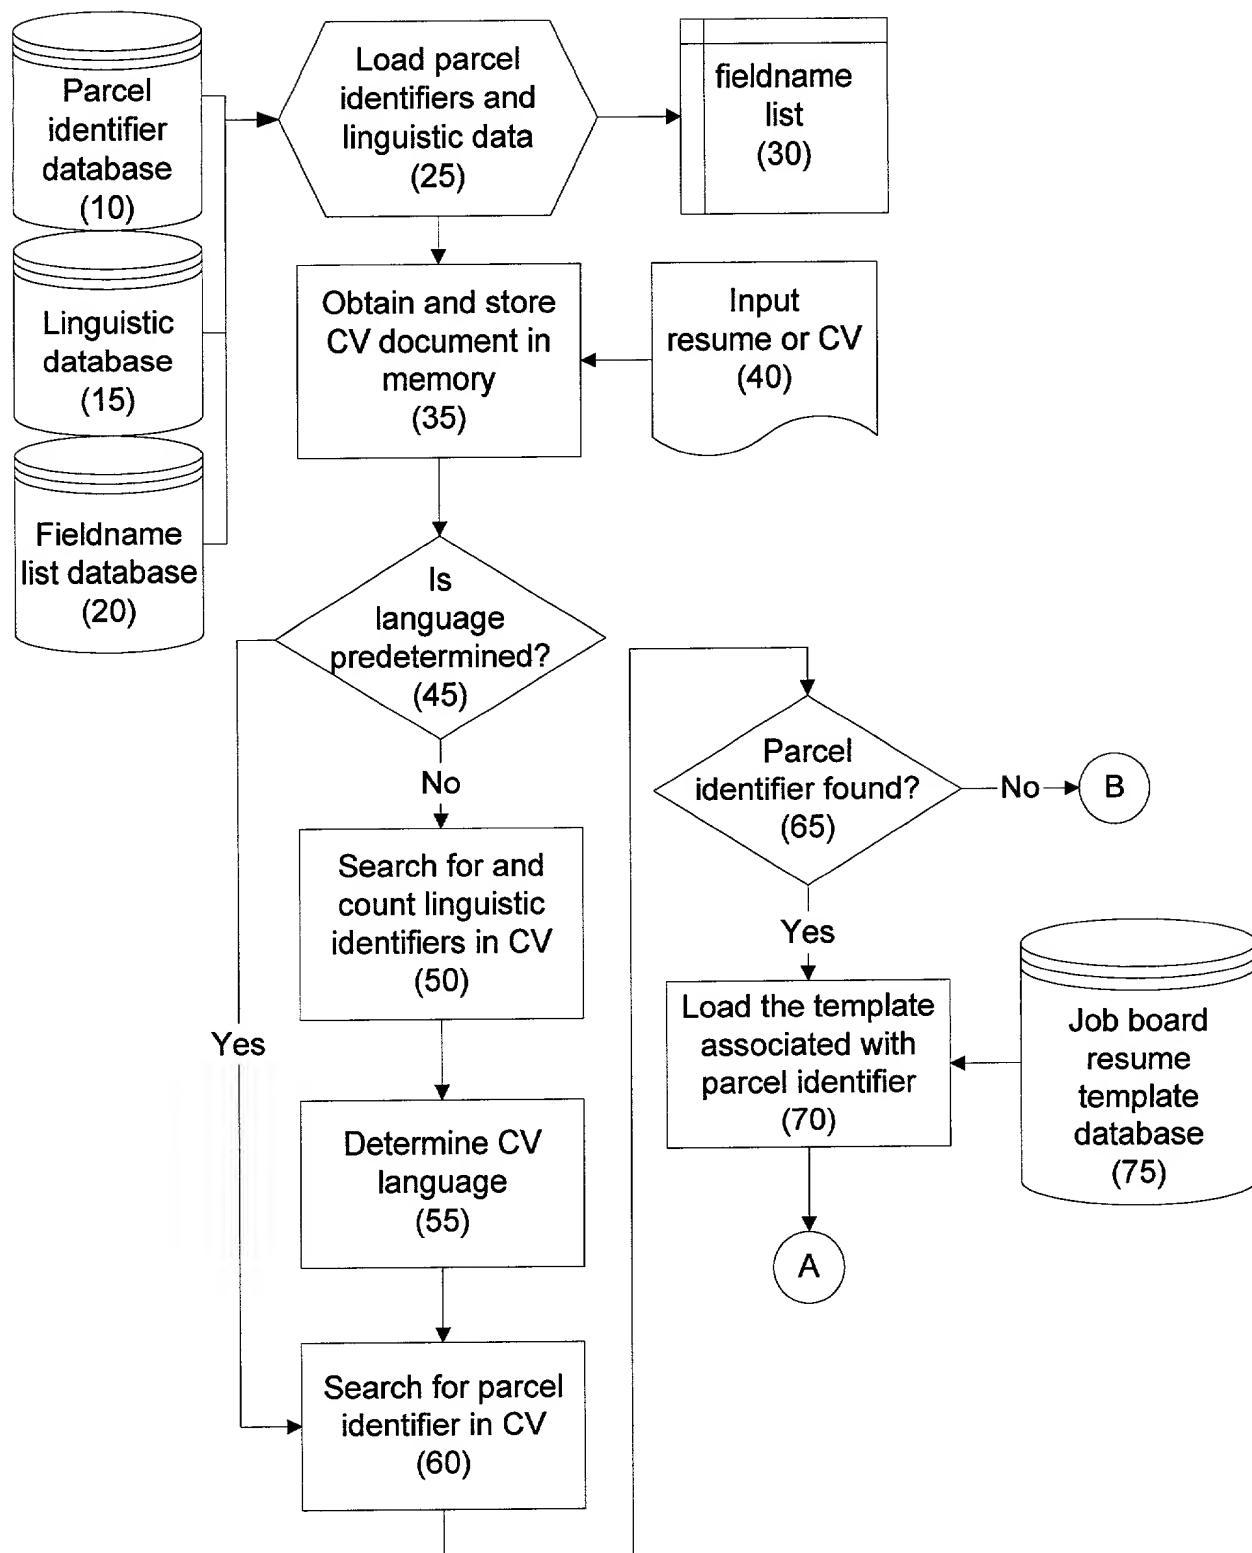 Parcel
identifier
database
(10)
Load parcel
identifiers and
linguistic data
(25)
fieldname
list
(30)
Linguistic
database
(15)
Obtain and store
CV document in
memory
(35)
Input
resume or CV
(40)
Fieldname
list database
(20)
Is
language
predetermined?
(45)
No
Yes
Search for and
count linguistic
identifiers in CV
(50)
Determine CV
language
(55)
Search for parcel
identifier in CV
(60)
Parcel
identifier found?
(65)
No
B
Yes
Load the template
associated with
parcel identifier
(70)
Job board
resume
template
database
(75)
A